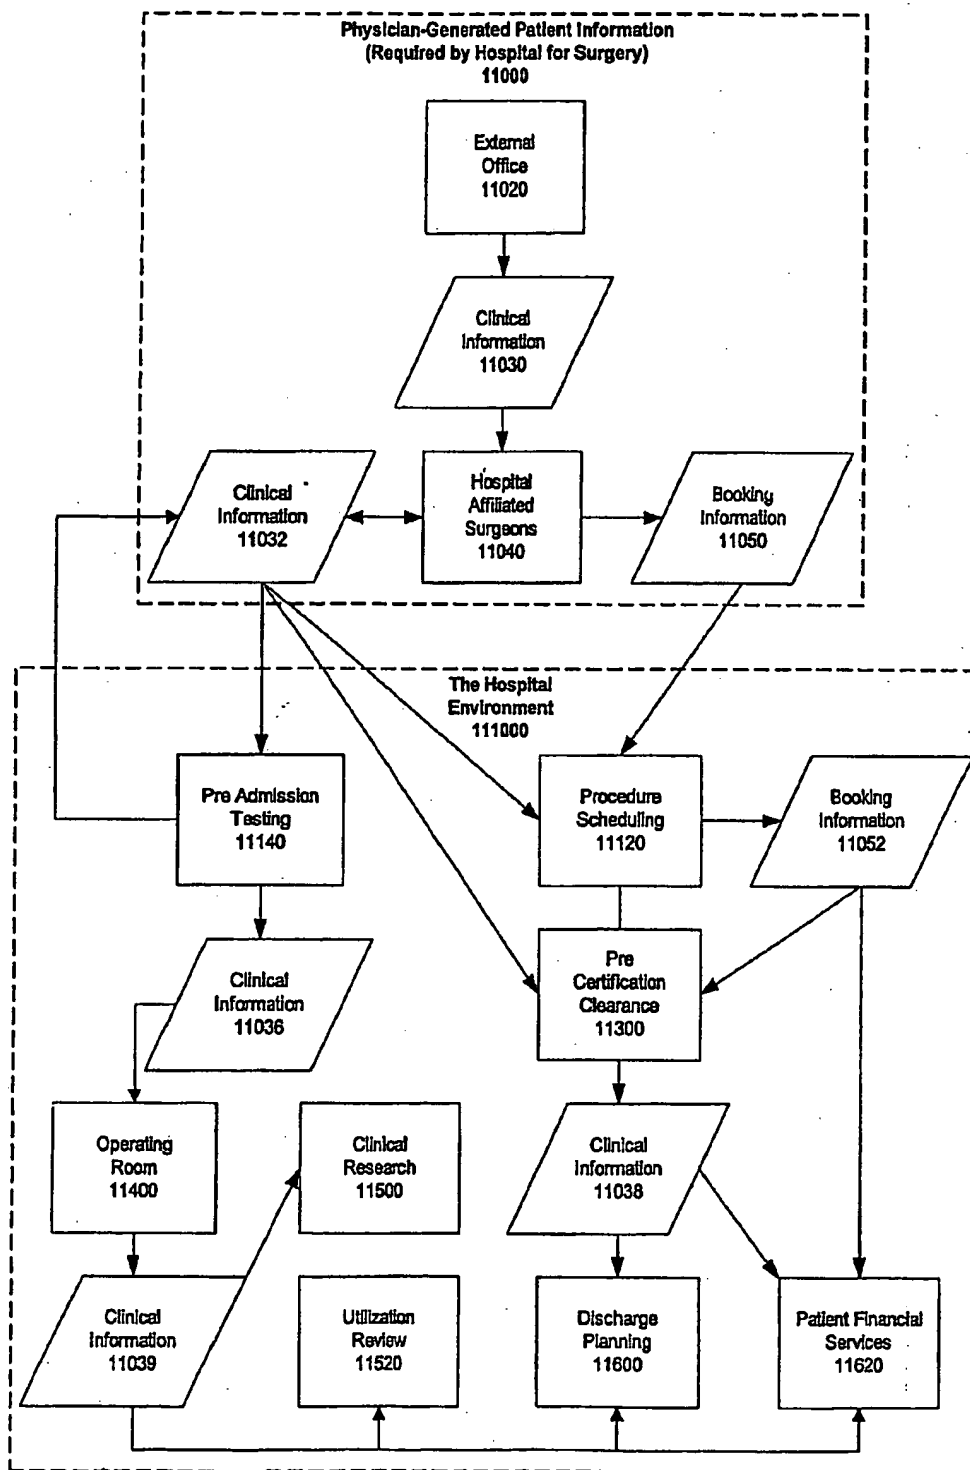 Physician-Generated Patient Information
(Required by Hospital for Surgery)
11000
External
Office
11020
Clinical
Information
11030
Clinical
Information
11032
Hospital
Affiliated
Surgeons
11040
Booking
Information
11050
The Hospital
Environment
111000
Pre Admission
Testing
11140
Procedure
Scheduling
11120
Booking
Information
11052
Clinical
Information
11036
Pre
Certification
Clearance
11300
Operating
Room
11400
Clinical
Research
11500
Clinical
Information
11038
Clinical
Information
11039
Utilization
Review
11520
Discharge
Planning
11600
Patient Financial
Services
11620